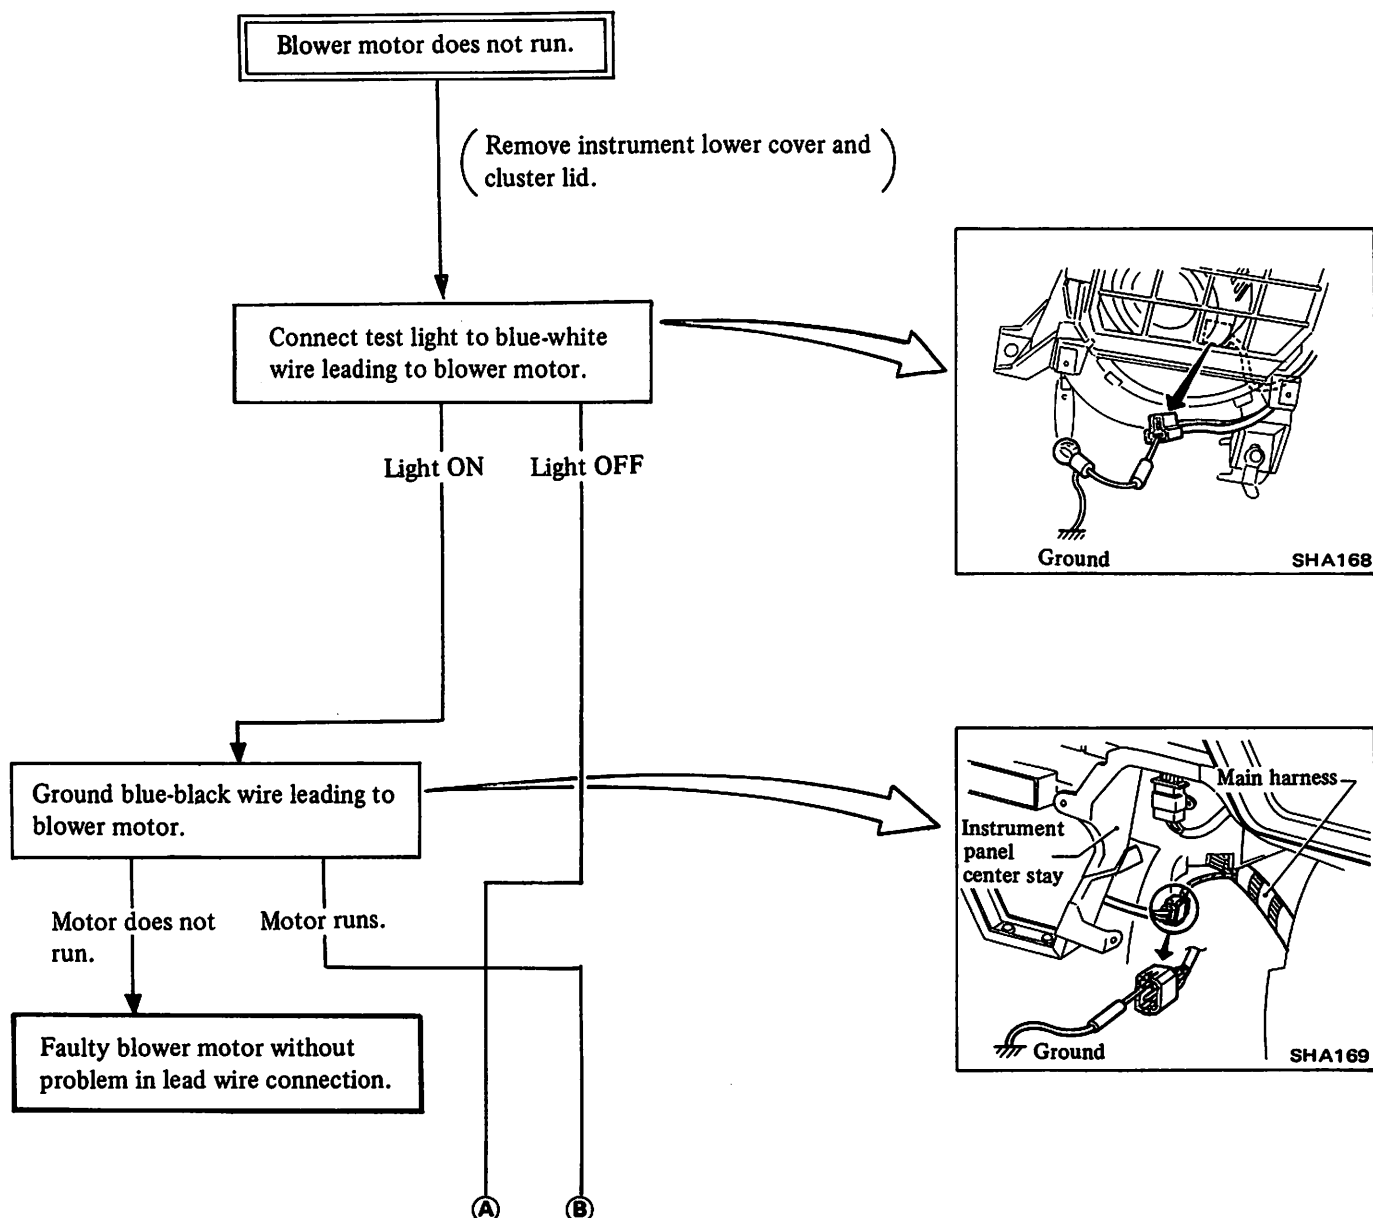 Blower motor does not run.
Remove instrument lower cover and
cluster lid.
Connect test light to blue-white
wire leading to blower motor.
Light ON
Light OFF
Ground
SHA168
Ground blue-black wire leading to
blower motor.
Motor does not
run.
Motor runs.
Faulty blower motor without
problem in lead wire connection.
Main harness
Instrument
panel
center stay
Ground
SHA169
A
B